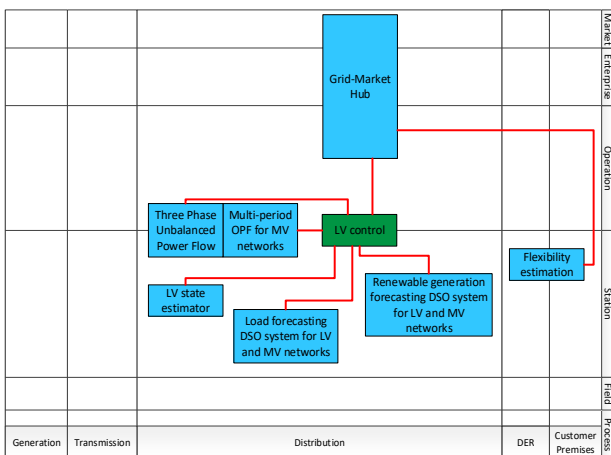 Market
Enterprise
Grid-Market
Hub
Operation
Three Phase
Unbalanced
Power Flow
Multi-period
OPF for MV
networks
LV control
Flexibility
estimation
LV state
estimator
Renewable generation
forecasting DSO system
for LV and MV
networks
Load forecasting
DSO system for LV
and MV networks
Station
Field
Process
Generation
Transmission
Distribution
DER
Customer
Premises